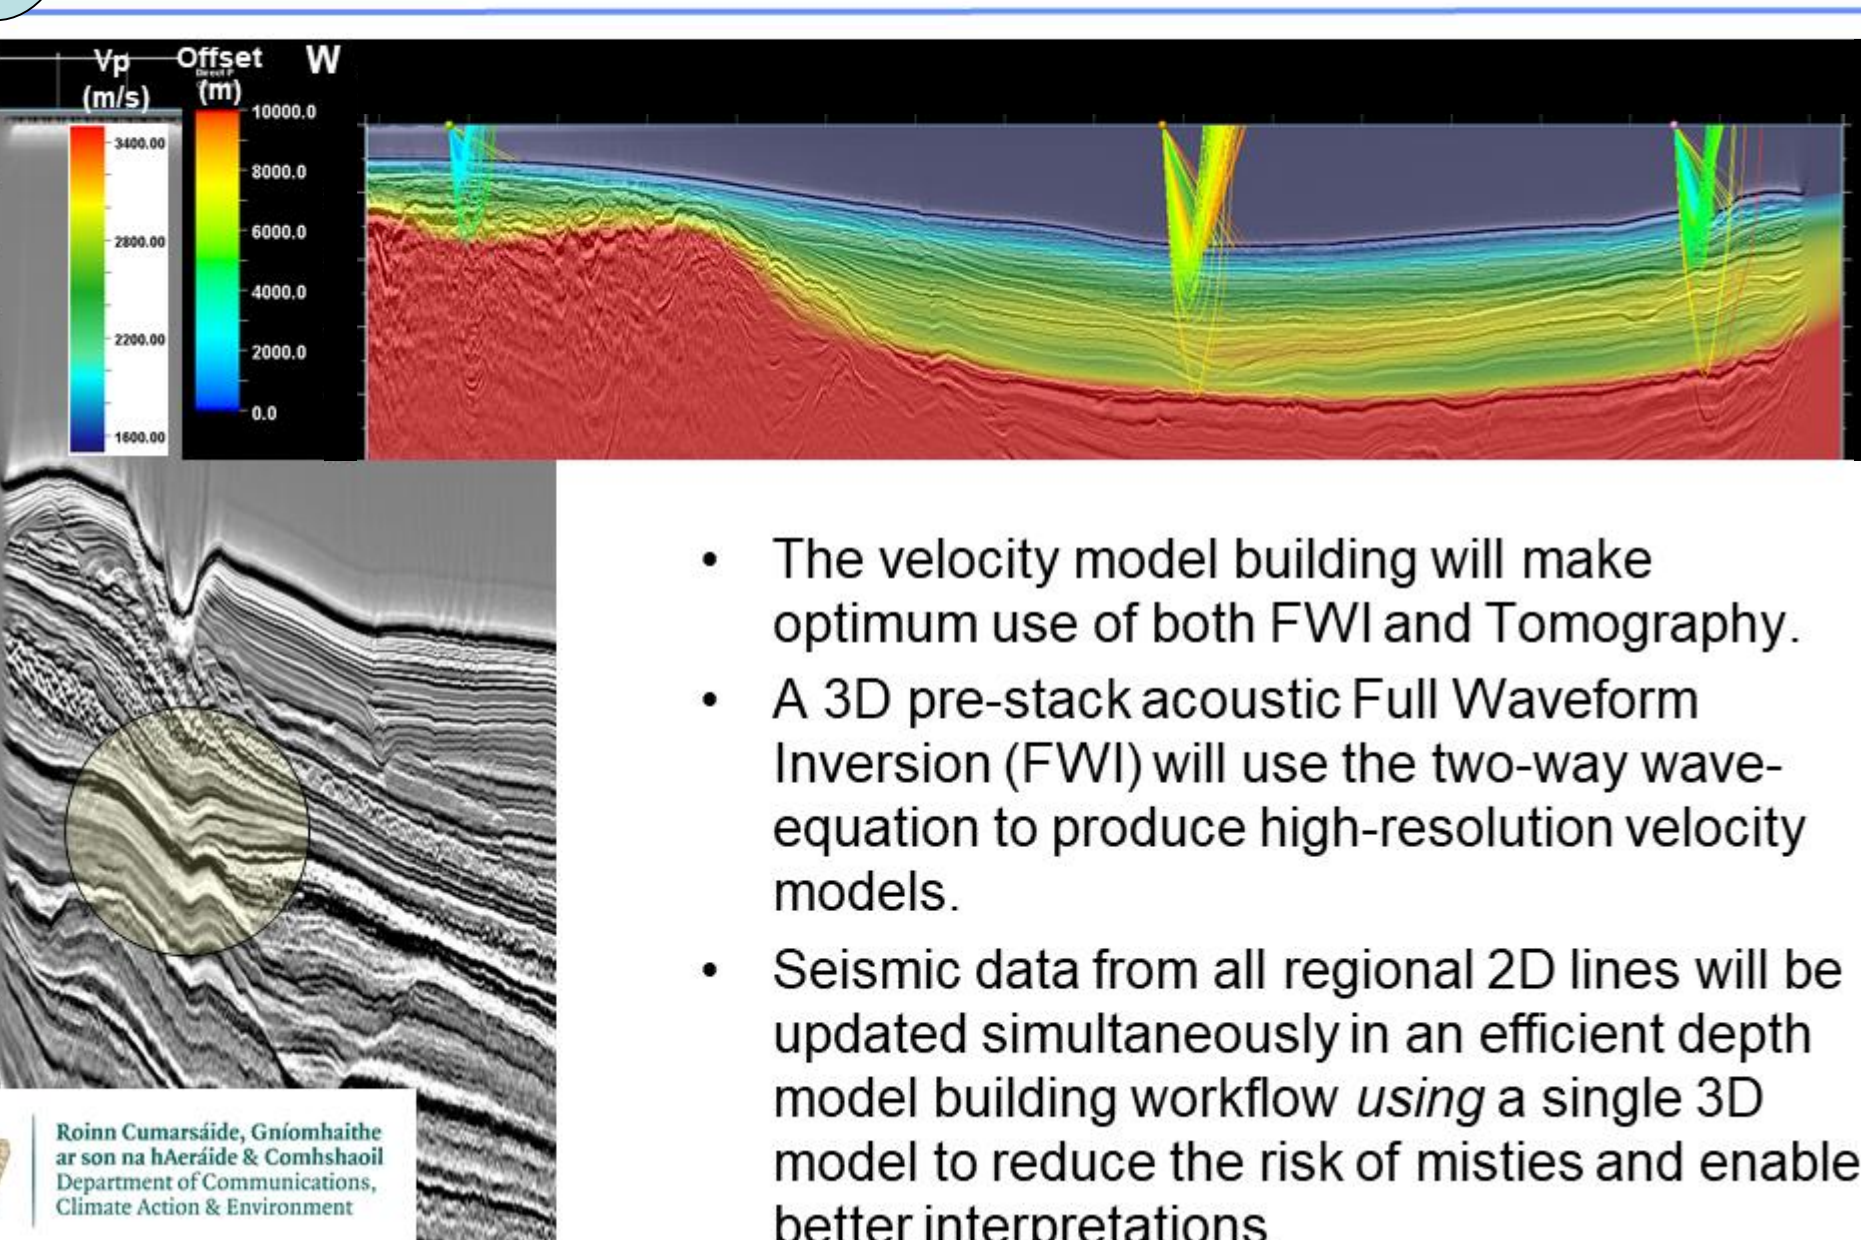 Vp
(m/s)
Offset
Direct P
(m)
W
3400.00
2800.00
2200.00
1600.00
10000.0
8000.0
6000.0
4000.0
2000.0
0.0
• The velocity model building will make
optimum use of both FWI and Tomography.
• A 3D pre-stack acoustic Full Waveform
Inversion (FWI) will use the two-way wave-
equation to produce high-resolution velocity
models.
• Seismic data from all regional 2D lines will be
updated simultaneously in an efficient depth
model building workflow using a single 3D
model to reduce the risk of misties and enable
better interpretations.
Roinn Cumarsáide, Gníomhaithe
ar son na hAeráide & Comhshaoil
Department of Communications,
Climate Action & Environment